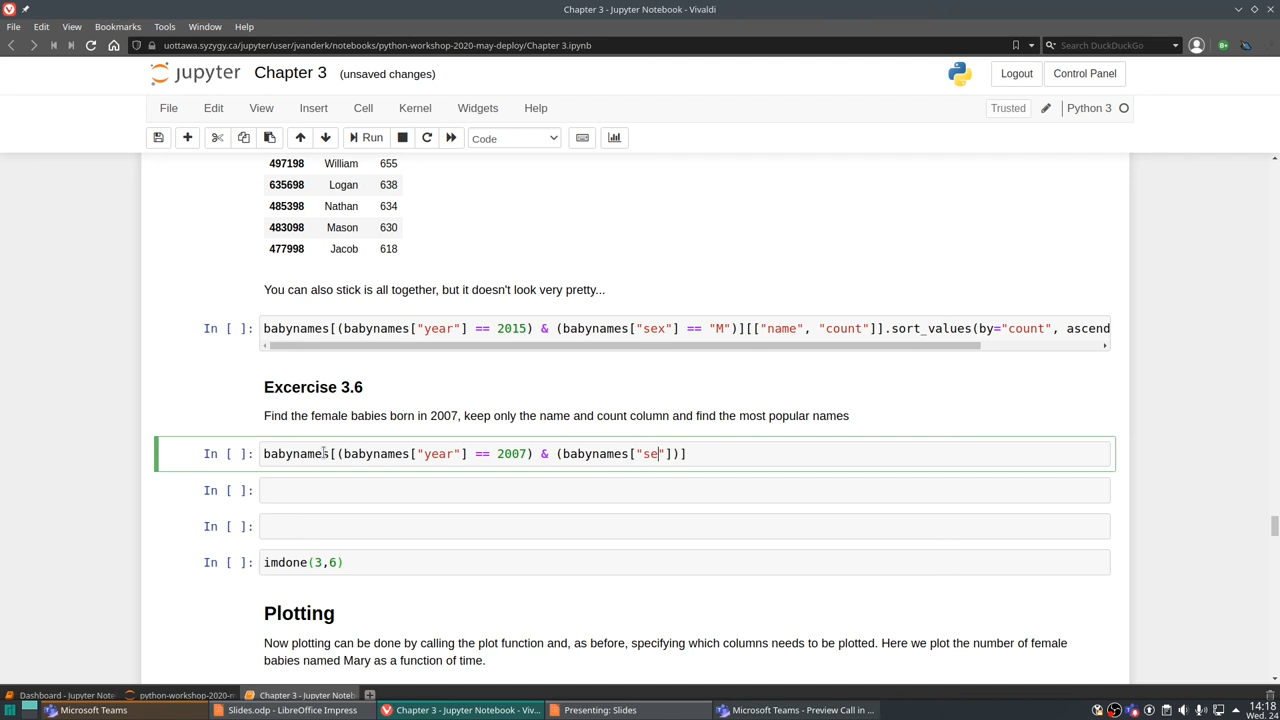 Chapter 3 - Jupyter Notebook - Vivaldi
File Edit View Bookmarks Tools Window Help
uottawa.syzygy.ca/jupyter/user/jvanderk/notebooks/python-workshop-2020-may-deploy/Chapter 3.ipynb
Search DuckDuckGo
jupyter Chapter 3 (unsaved changes)
Logout Control Panel
File Edit View Insert Cell Kernel Widgets Help
Trusted Python 3
Run Code
497198 William 655
635698 Logan 638
485398 Nathan 634
483098 Mason 630
477998 Jacob 618
You can also stick is all together, but it doesn't look very pretty...
In [ ]: babynames[(babynames["year"] == 2015) & (babynames["sex"] == "M")][["name", "count"]].sort_values(by="count", ascend
Excercise 3.6
Find the female babies born in 2007, keep only the name and count column and find the most popular names
In [ ]: babynames[(babynames["year"] == 2007) & (babynames["se"])]
In [ ]:
In [ ]:
In [ ]: imdone(3,6)
Plotting
Now plotting can be done by calling the plot function and, as before, specifying which columns needs to be plotted. Here we plot the number of female
babies named Mary as a function of time.
Dashboard - Jupyter Note python-workshop-2020-m Chapter 3 - Jupyter Noteb
Microsoft Teams Slides.odp - LibreOffice Impress Chapter 3 - Jupyter Notebook - Viv... Presenting: Slides Microsoft Teams - Preview Call in ...
14:18
Wed, 24